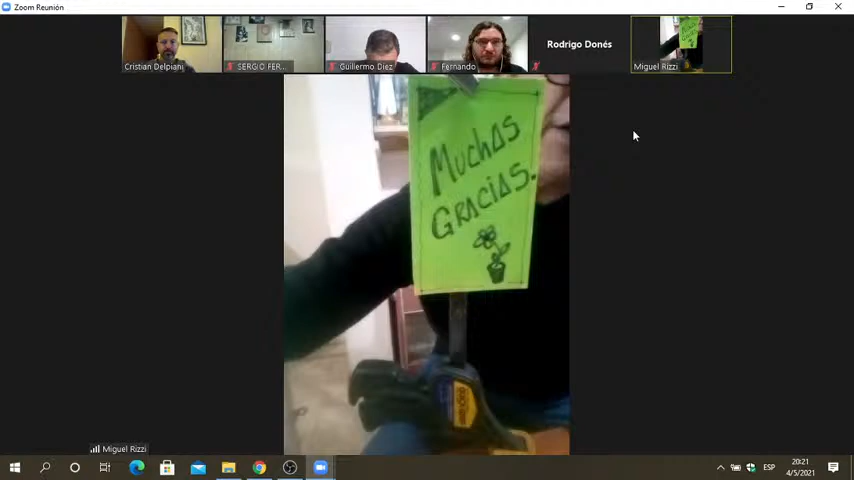 Zoom Reunión
Cristian Delpiani
SERGIO FER...
Guillermo Diez
Fernando
Rodrigo Donés
Miguel Rizzi
Muchas
Gracias.
Miguel Rizzi
ESP
20:21
4/5/2021